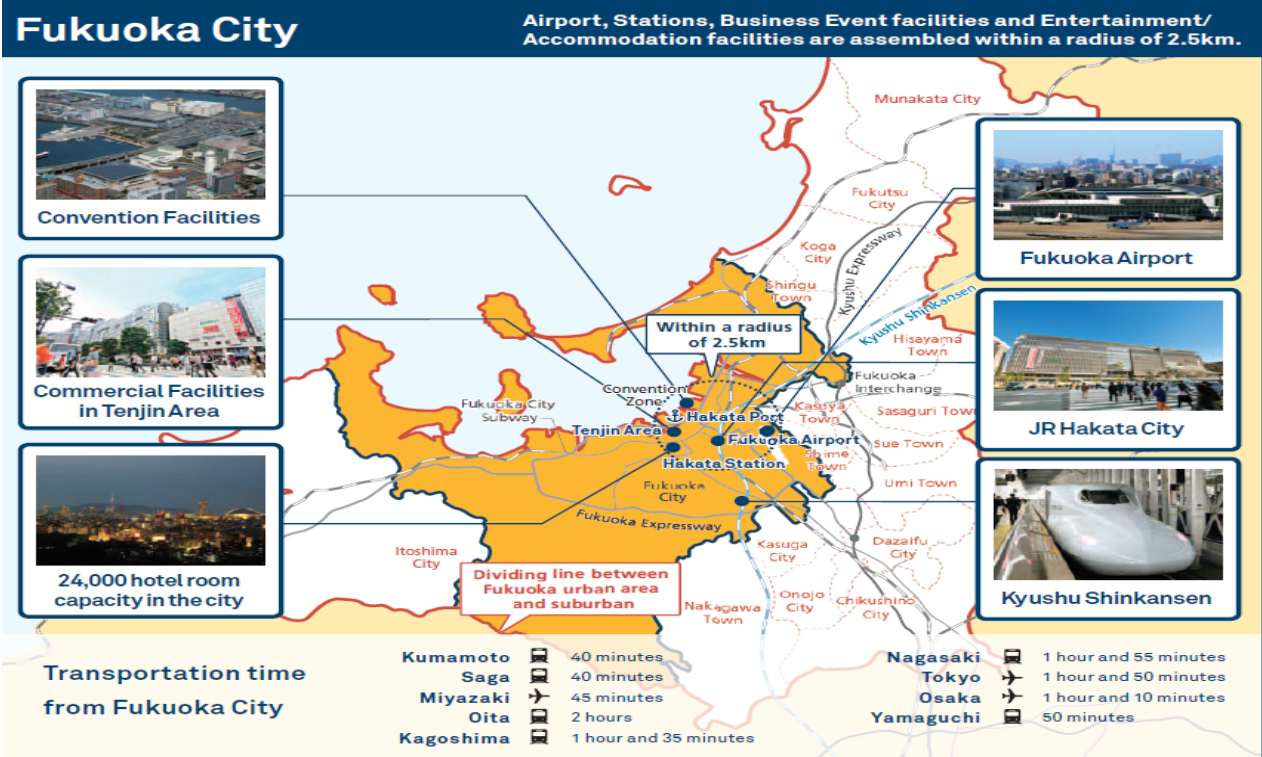 Fukuoka City
Airport, Stations, Business Event facilities and Entertainment/
Accommodation facilities are assembled within a radius of 2.5km.
Convention Facilities
Commercial Facilities
in Tenjin Area
24,000 hotel room
capacity in the city
Munakata City
Fukutsu
City
Koga
City
Kyushu Expressway
Shingu
Town
Kyushu Shinkansen
Hisayama
Town
Within a radius
of 2.5km
Fukuoka
Interchange
Convention
Zone
Fukuoka City
Subway
Hakata Port
Kasuya
Town
Sasaguri Town
Tenjin Area
Fukuoka Airport
Sue Town
Shime
Town
Hakata Station
Umi Town
Fukuoka
City
Fukuoka Expressway
Itoshima
City
Kasuga
City
Dazaifu
City
Dividing line between
Fukuoka urban area
and suburban
Nakagawa
Town
Onojo
City
Chikushino
City
Fukuoka Airport
JR Hakata City
Kyushu Shinkansen
Transportation time
from Fukuoka City
Kumamoto 40 minutes
Saga 40 minutes
Miyazaki 45 minutes
Oita 2 hours
Kagoshima 1 hour and 35 minutes
Nagasaki 1 hour and 55 minutes
Tokyo 1 hour and 50 minutes
Osaka 1 hour and 10 minutes
Yamaguchi 50 minutes